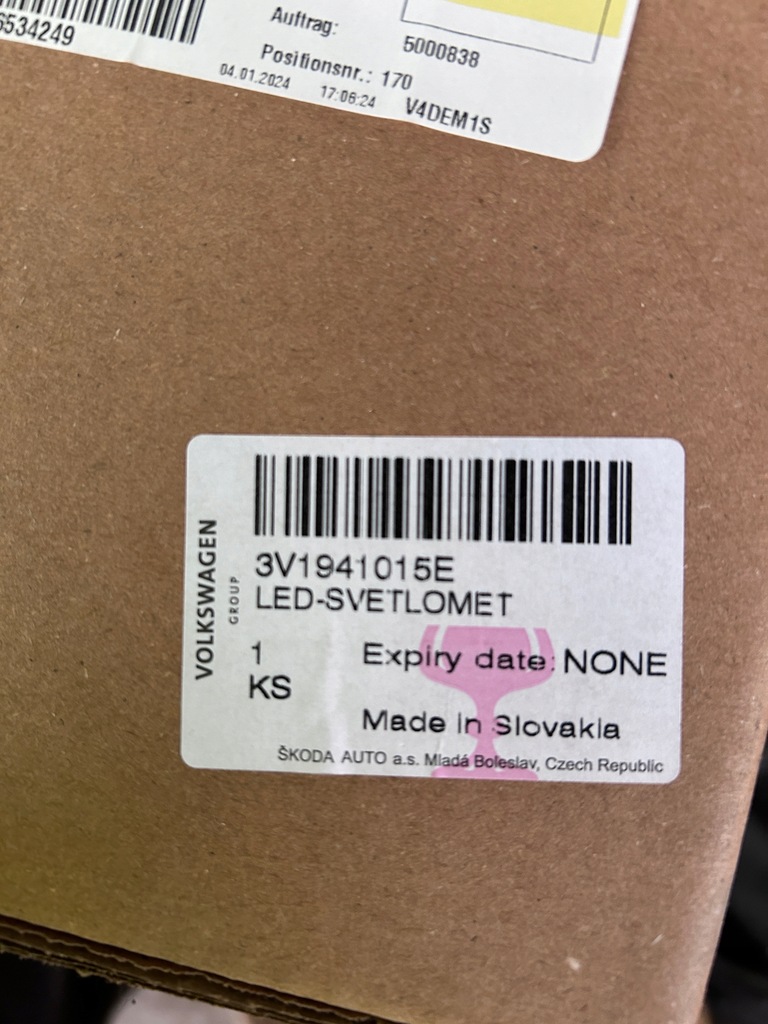 6534249
Auftrag:
5000838
Positionsnr.: 170
04.01.2024 17:06:24 V4DEM1S
VOLKSWAGEN
GROUP
3V1941015E
LED-SVETLOMET
1
KS
Expiry date: NONE
Made in Slovakia
ŠKODA AUTO a.s. Mladá Boleslav, Czech Republic